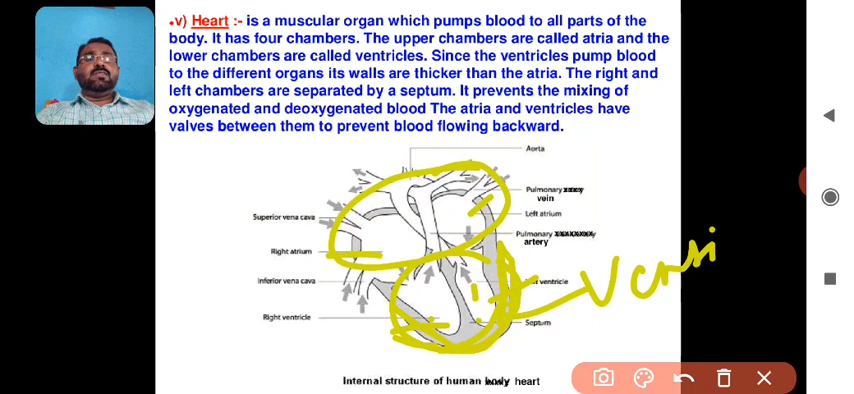 •v) Heart :- is a muscular organ which pumps blood to all parts of the
body. It has four chambers. The upper chambers are called atria and the
lower chambers are called ventricles. Since the ventricles pump blood
to the different organs its walls are thicker than the atria. The right and
left chambers are separated by a septum. It prevents the mixing of
oxygenated and deoxygenated blood The atria and ventricles have
valves between them to prevent blood flowing backward.
Aorta
Pulmonary
vein
Superior vena cava
Left atrium
Pulmonary
artery
Right atrium
Inferior vena cava
ventricle
Right ventricle
Septum
Internal structure of human heart